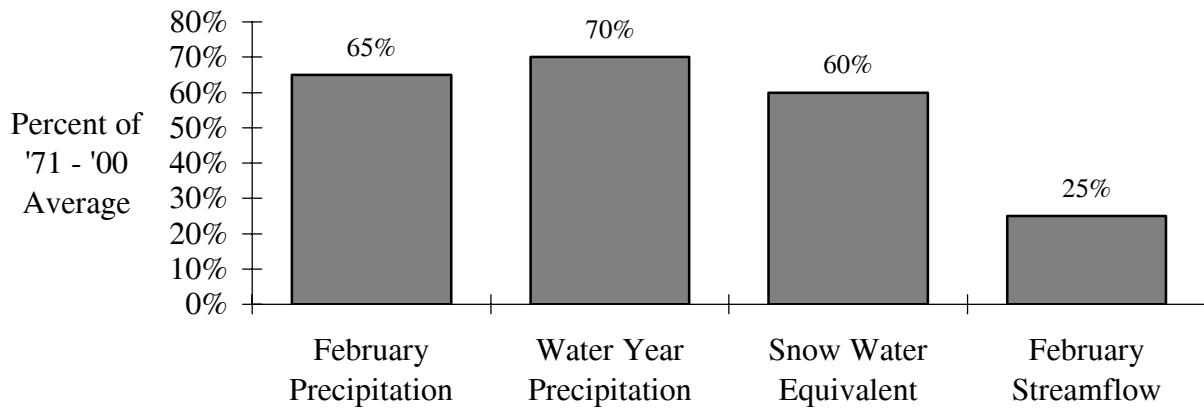 80%
70%
60%
50%
40%
30%
20%
10%
0%
Percent of
'71 - '00
Average
65%
70%
60%
25%
February
Precipitation
Water Year
Precipitation
Snow Water
Equivalent
February
Streamflow